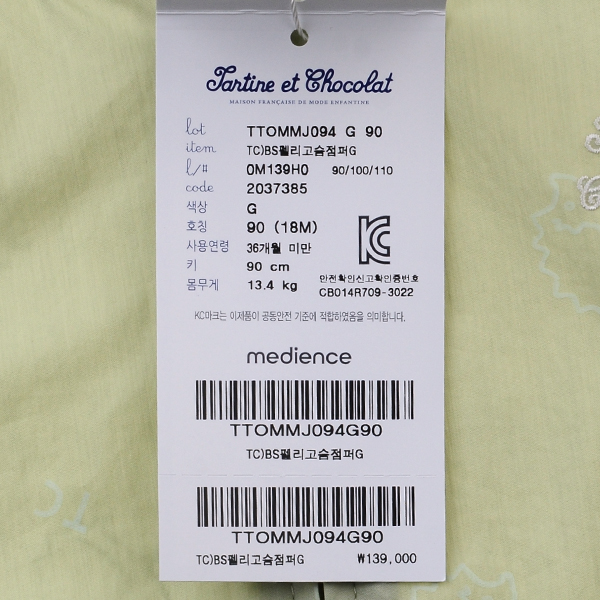 Tartine et Chocolat
MAISON FRANÇAISE DE MODE ENFANTINE
lot TTOMMJ094 G 90
item TC)BS펠리고슴점퍼G
l/# 0M139H0 90/100/110
code 2037385
색상 G
호칭 90 (18M)
사용연령 36개월 미만
키 90 cm
몸무게 13.4 kg
안전확인신고확인증번호
CB014R709-3022
KC마크는 이제품이 공동안전 기준에 적합하였음을 의미합니다.
medience
TTOMMJ094G90
TC)BS펠리고슴점퍼G
TTOMMJ094G90
TC)BS펠리고슴점퍼G ₩139,000
TC